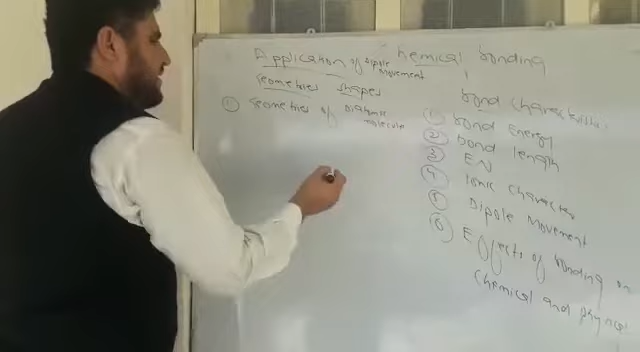 Application of dipole movement
chemical bonding
Geometries shapes
① Geometries of Diatomic molecule
bond characteristics
① bond Energy
② bond length
③ EN
④ Ionic character
⑤ Dipole movement
⑥ Effects of bonding on
chemical and physical